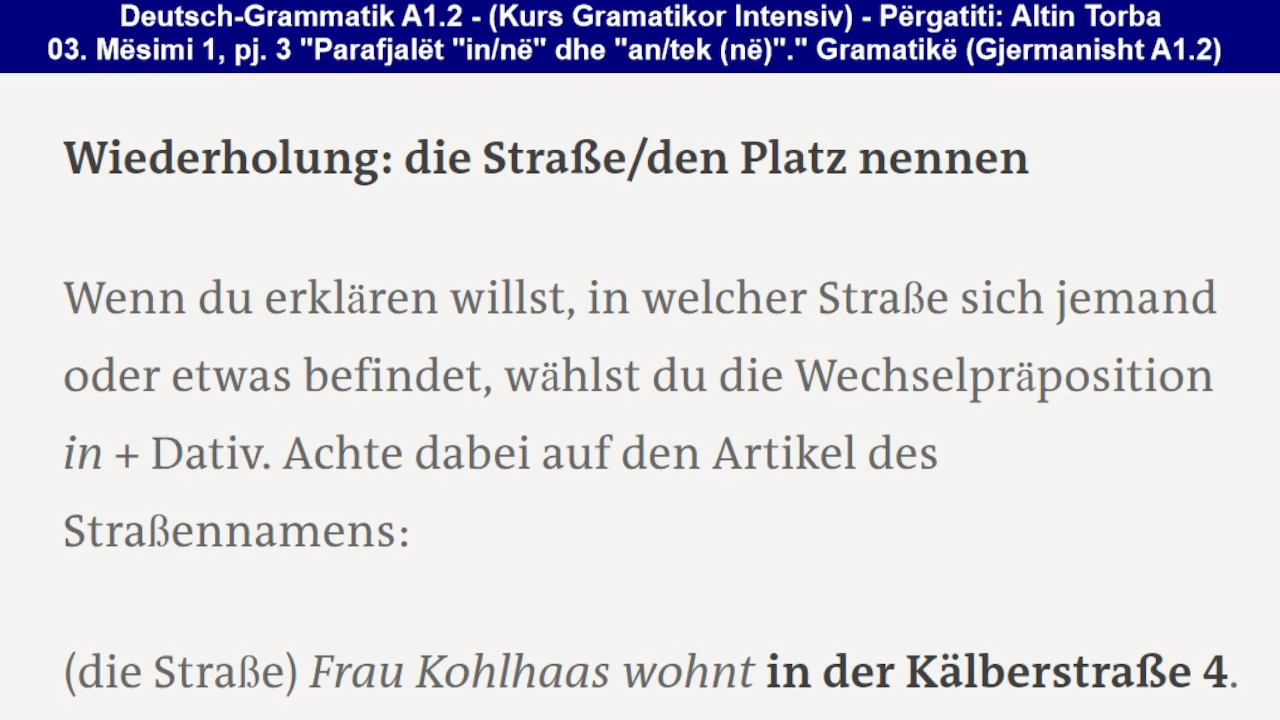 Deutsch-Grammatik A1.2 - (Kurs Gramatikor Intensiv) - Përgatiti: Altin Torba
03. Mësimi 1, pj. 3 "Parafjalët "in/në" dhe "an/tek (në)"." Gramatikë (Gjermanisht A1.2)
Wiederholung: die Straße/den Platz nennen
Wenn du erklären willst, in welcher Straße sich jemand
oder etwas befindet, wählst du die Wechselpräposition
in + Dativ. Achte dabei auf den Artikel des
Straßennamens:
(die Straße) Frau Kohlhaas wohnt in der Kälberstraße 4.